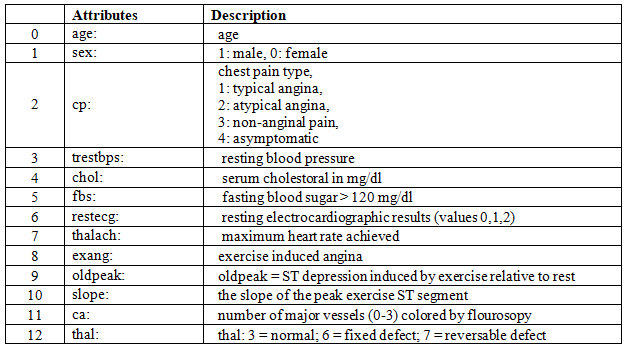 Attributes Description
0 age: age
1 sex: 1: male, 0: female
2 cp: chest pain type,
1: typical angina,
2: atypical angina,
3: non-anginal pain,
4: asymptomatic
3 trestbps: resting blood pressure
4 chol: serum cholestoral in mg/dl
5 fbs: fasting blood sugar > 120 mg/dl
6 restecg: resting electrocardiographic results (values 0,1,2)
7 thalach: maximum heart rate achieved
8 exang: exercise induced angina
9 oldpeak: oldpeak = ST depression induced by exercise relative to rest
10 slope: the slope of the peak exercise ST segment
11 ca: number of major vessels (0-3) colored by flourosopy
12 thal: thal: 3 = normal; 6 = fixed defect; 7 = reversable defect